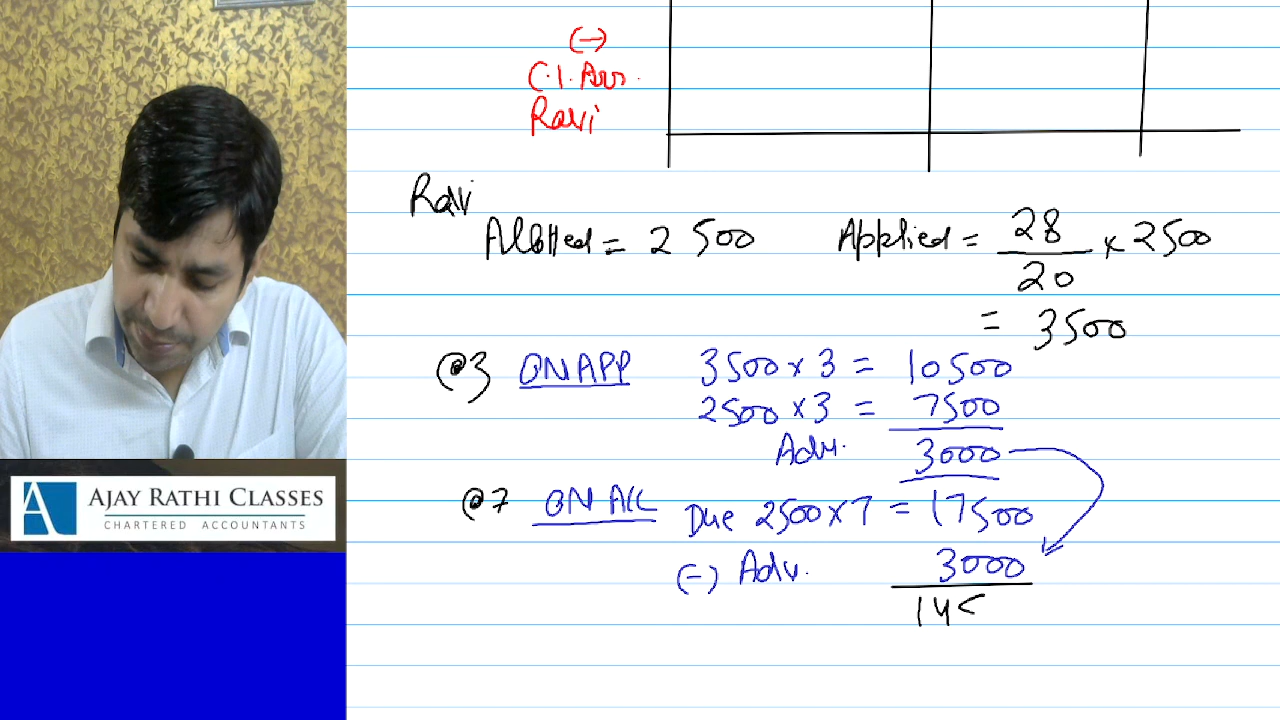 (-)
C.I. Arr.
Ravi
Ravi
Allotted = 2500 Applied = 28/20 x 2500
= 3500
@3 ON APP 3500 x 3 = 10500
2500 x 3 = 7500
Adv. 3000
@7 ON ALL Due 2500 x 7 = 17500
(-) Adv. 3000
145
A
AJAY RATHI CLASSES
CHARTERED ACCOUNTANTS